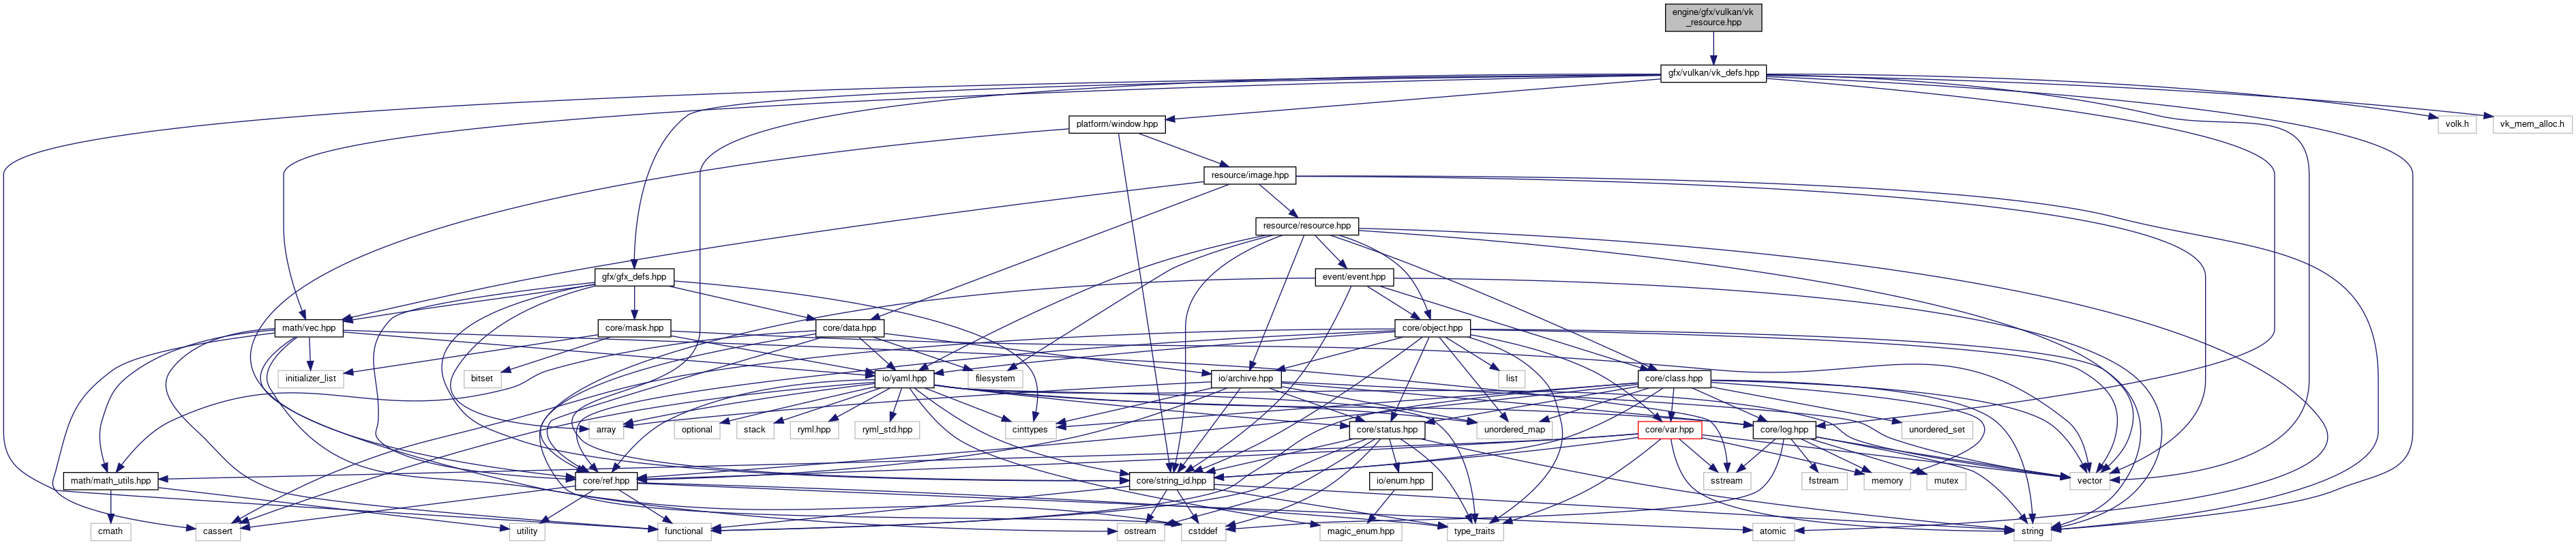 engine/gfx/vulkan/vk
_resource.hpp
gfx/vulkan/vk_defs.hpp
platform/window.hpp
volk.h
vk_mem_alloc.h
resource/image.hpp
resource/resource.hpp
gfx/gfx_defs.hpp
event/event.hpp
math/vec.hpp
core/mask.hpp
core/data.hpp
core/object.hpp
initializer_list
bitset
io/yaml.hpp
filesystem
io/archive.hpp
list
core/class.hpp
array
optional
stack
ryml.hpp
ryml_std.hpp
cinttypes
core/status.hpp
unordered_map
core/var.hpp
core/log.hpp
unordered_set
math/math_utils.hpp
core/ref.hpp
core/string_id.hpp
io/enum.hpp
sstream
fstream
memory
mutex
vector
cmath
cassert
utility
functional
ostream
cstddef
magic_enum.hpp
type_traits
atomic
string